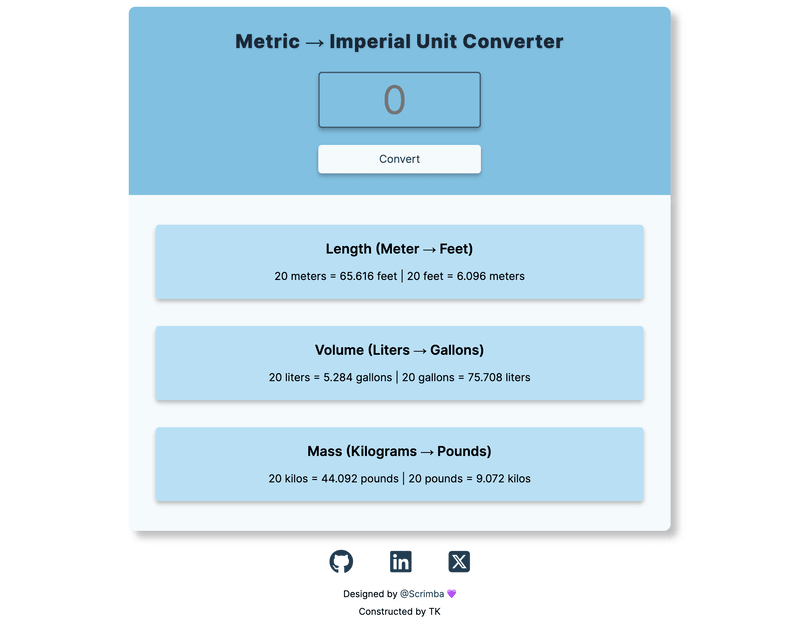 Metric → Imperial Unit Converter
0
Convert
Length (Meter → Feet)
20 meters = 65.616 feet | 20 feet = 6.096 meters
Volume (Liters → Gallons)
20 liters = 5.284 gallons | 20 gallons = 75.708 liters
Mass (Kilograms → Pounds)
20 kilos = 44.092 pounds | 20 pounds = 9.072 kilos
Designed by @Scrimba 💜
Constructed by TK